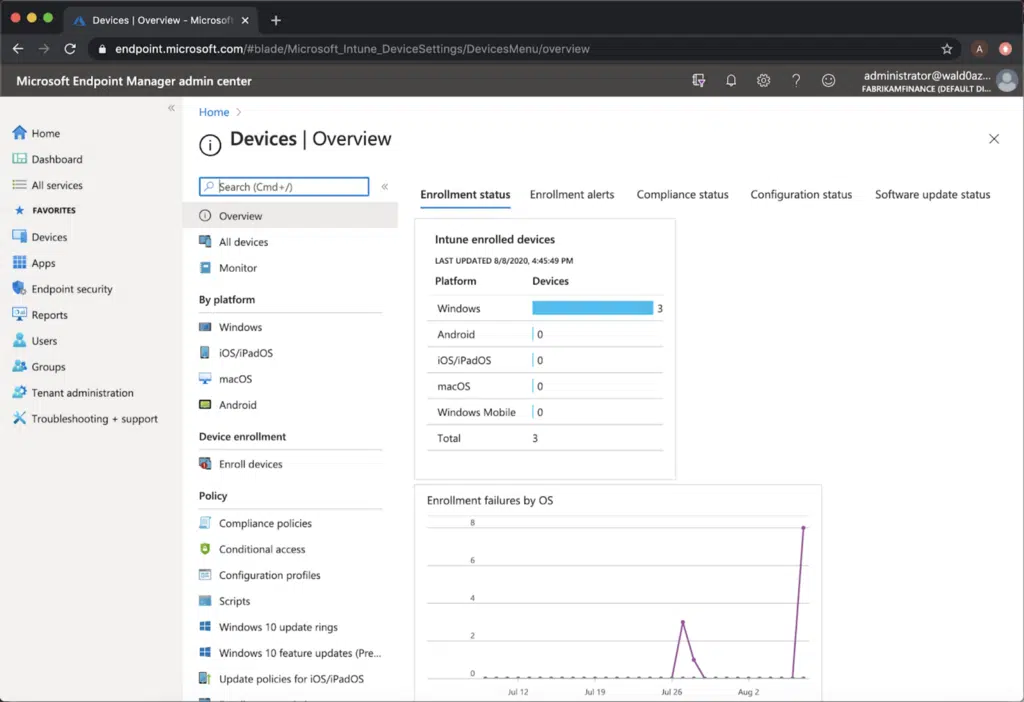 Devices | Overview - Microsof
endpoint.microsoft.com/#blade/Microsoft_Intune_DeviceSettings/DevicesMenu/overview
A
Microsoft Endpoint Manager admin center
administrator@wald0az...
FABRIKAMFINANCE (DEFAULT DI...
Home
Dashboard
All services
FAVORITES
Devices
Apps
Endpoint security
Reports
Users
Groups
Tenant administration
Troubleshooting + support
Home
Devices | Overview
Search (Cmd+/)
Overview
All devices
Monitor
By platform
Windows
iOS/iPadOS
macOS
Android
Device enrollment
Enroll devices
Policy
Compliance policies
Conditional access
Configuration profiles
Scripts
Windows 10 update rings
Windows 10 feature updates (Pre...
Update policies for iOS/iPadOS
Enrollment status Enrollment alerts Compliance status Configuration status Software update status
Intune enrolled devices
LAST UPDATED 8/8/2020, 4:45:49 PM
Platform Devices
Windows 3
Android 0
iOS/iPadOS 0
macOS 0
Windows Mobile 0
Total 3
Enrollment failures by OS
8
6
4
2
0
Jul 12 Jul 19 Jul 26 Aug 2